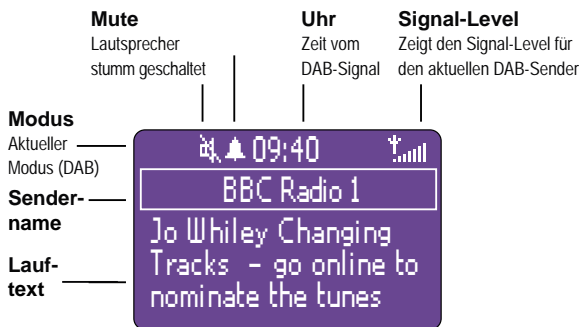 Mute
Lautsprecher
stumm geschaltet
Uhr
Zeit vom
DAB-Signal
Signal-Level
Zeigt den Signal-Level für
den aktuellen DAB-Sender
Modus
Aktueller
Modus (DAB)
Sender-
name
Lauf-
text
09:40
BBC Radio 1
Jo Whiley Changing
Tracks - go online to
nominate the tunes